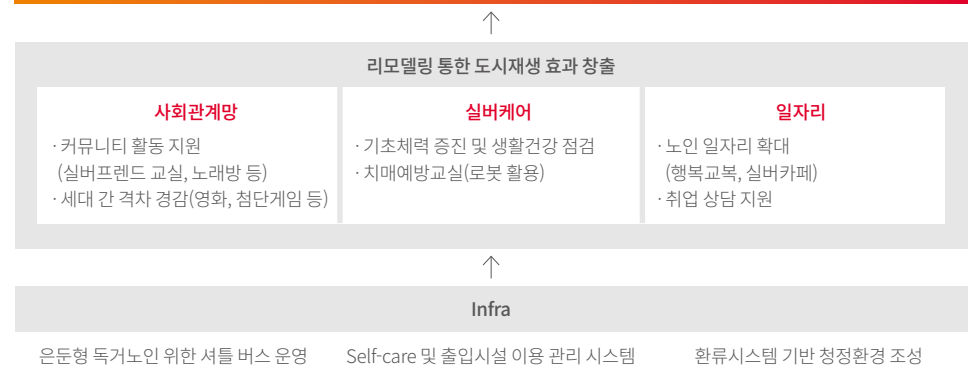 리모델링 통한 도시재생 효과 창출
사회관계망
· 커뮤니티 활동 지원
(실버프렌드 교실, 노래방 등)
· 세대 간 격차 경감(영화, 첨단게임 등)
실버케어
· 기초체력 증진 및 생활건강 점검
· 치매예방교실(로봇 활용)
일자리
· 노인 일자리 확대
(행복교복, 실버카페)
· 취업 상담 지원
Infra
은둔형 독거노인 위한 셔틀 버스 운영
Self-care 및 출입시설 이용 관리 시스템
환류시스템 기반 청정환경 조성